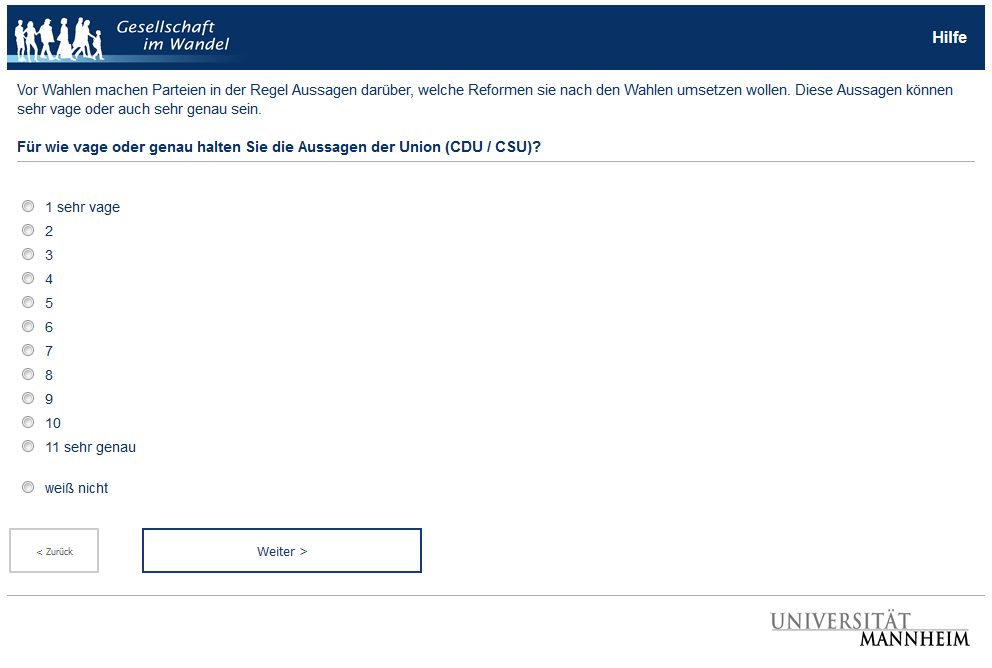 Gesellschaft
im Wandel
Hilfe
Vor Wahlen machen Parteien in der Regel Aussagen darüber, welche Reformen sie nach den Wahlen umsetzen wollen. Diese Aussagen können
sehr vage oder auch sehr genau sein.
Für wie vage oder genau halten Sie die Aussagen der Union (CDU / CSU)?
1 sehr vage
2
3
4
5
6
7
8
9
10
11 sehr genau
weiß nicht
< Zurück
Weiter >
UNIVERSITÄT
MANNHEIM